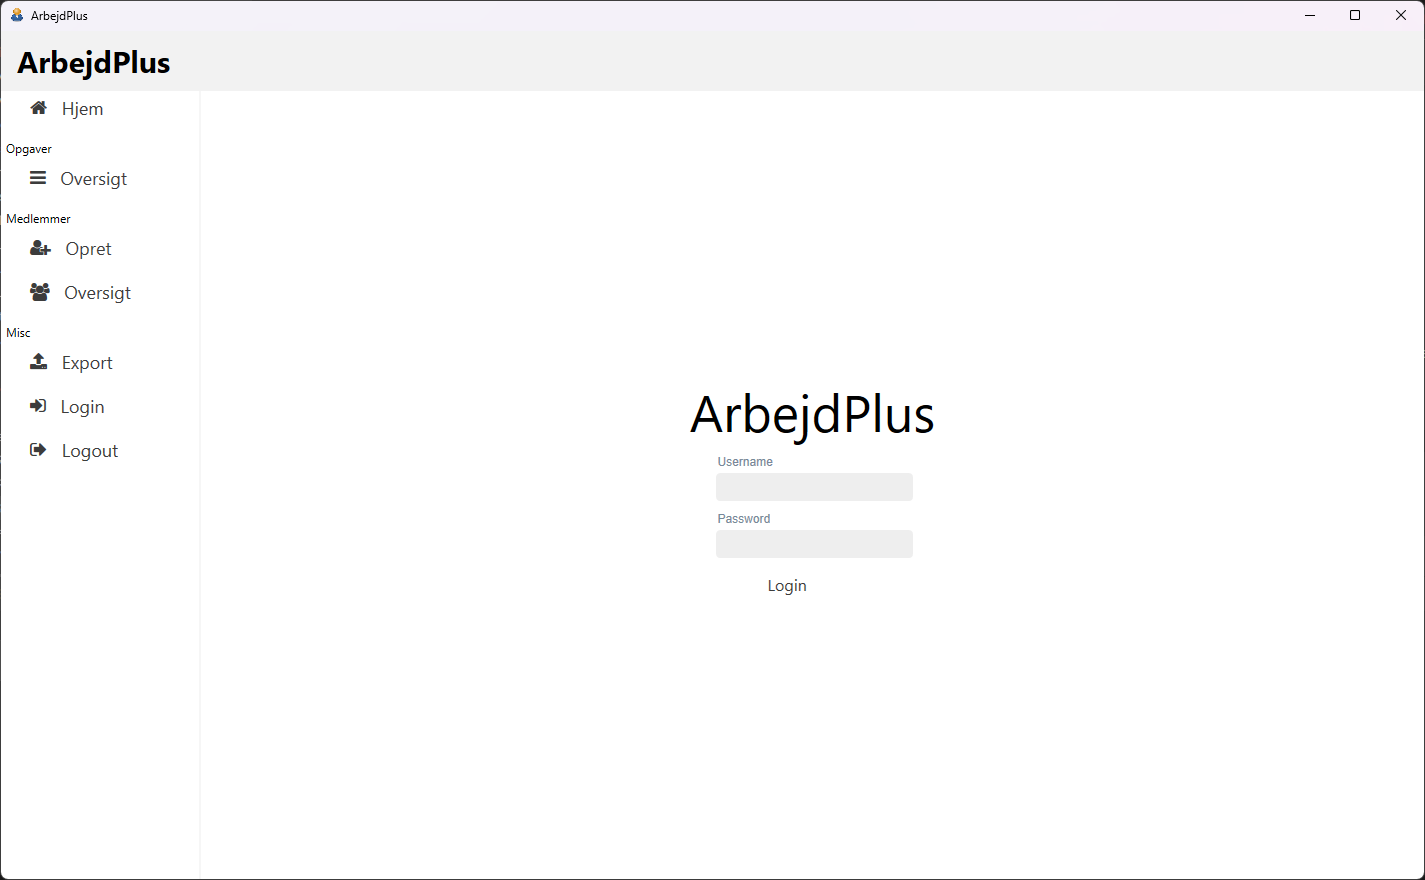 ArbejdPlus
ArbejdPlus
Hjem
Opgaver
Oversigt
Medlemmer
Opret
Oversigt
Misc
Export
Login
Logout
ArbejdPlus
Username
Password
Login